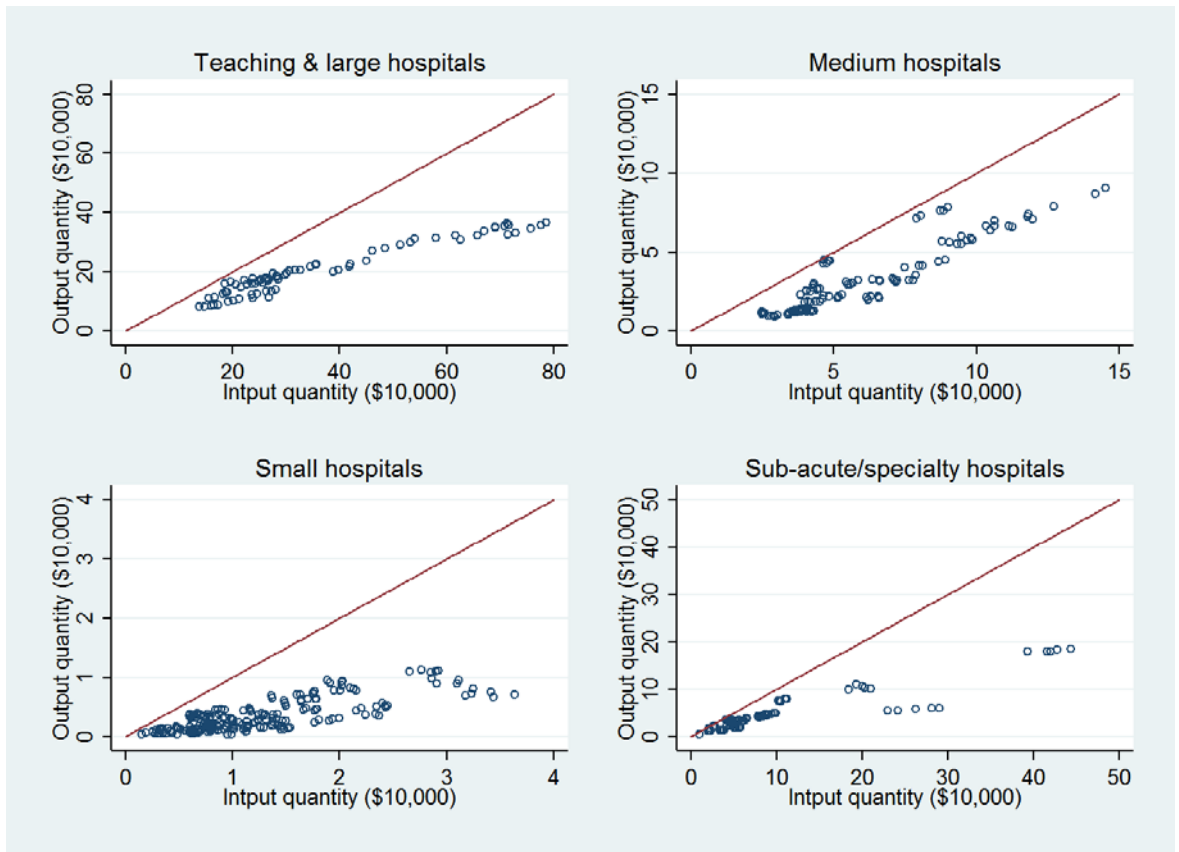 Teaching & large hospitals
Output quantity ($10,000)
80
60
40
20
0
0 20 40 60 80
Intput quantity ($10,000)
Medium hospitals
Output quantity ($10,000)
15
10
5
0
0 5 10 15
Intput quantity ($10,000)
Small hospitals
Output quantity ($10,000)
4
3
2
1
0
0 1 2 3 4
Intput quantity ($10,000)
Sub-acute/specialty hospitals
Output quantity ($10,000)
50
40
30
20
10
0
0 10 20 30 40 50
Intput quantity ($10,000)